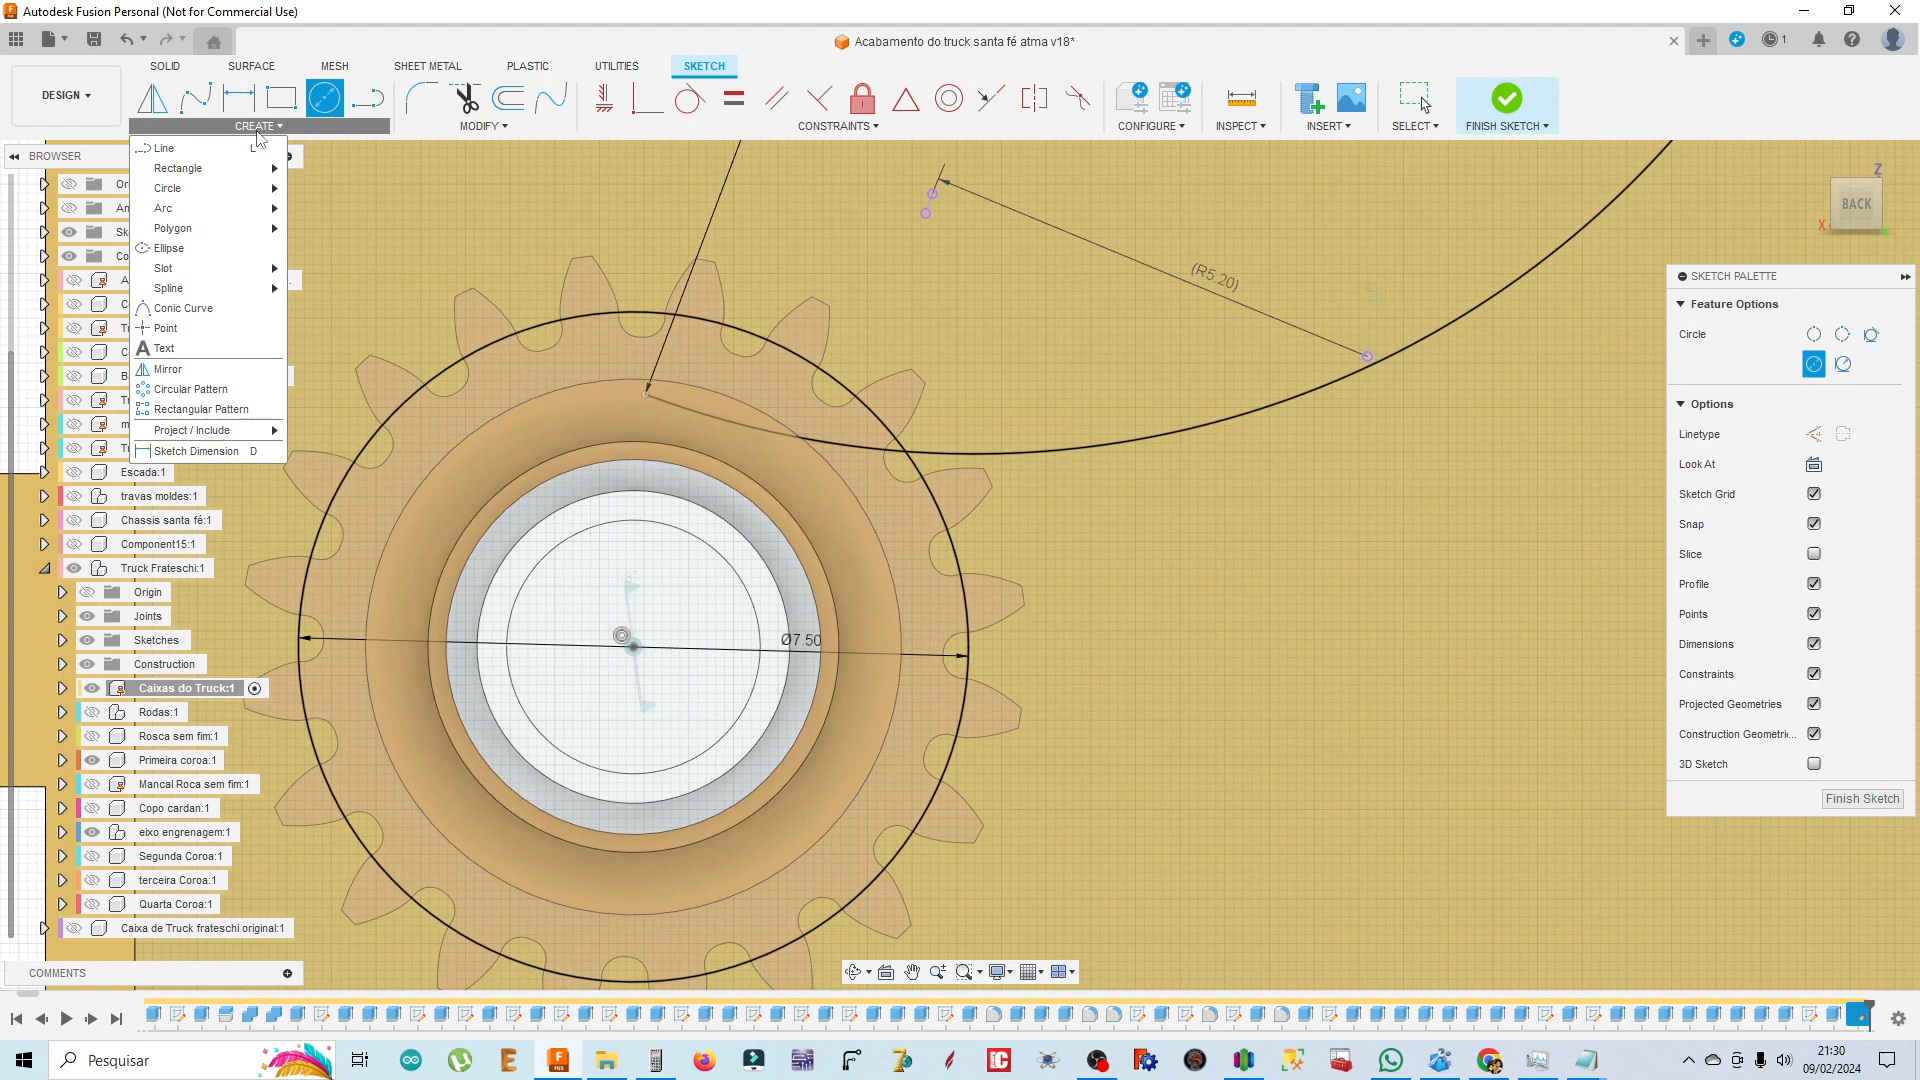 Autodesk Fusion Personal (Not for Commercial Use)
Acabamento do truck santa fé atma v18*
1
SOLID
SURFACE
MESH
SHEET METAL
PLASTIC
UTILITIES
SKETCH
DESIGN
CREATE
MODIFY
CONSTRAINTS
CONFIGURE
INSPECT
INSERT
SELECT
FINISH SKETCH
BROWSER
Line L
Rectangle
Circle
Arc
Polygon
Ellipse
Slot
Spline
Conic Curve
Point
Text
Mirror
Circular Pattern
Rectangular Pattern
Project / Include
Sketch Dimension D
Escada:1
travas moldes:1
Chassis santa fé:1
Component15:1
Truck Frateschi:1
Origin
Joints
Sketches
Construction
Caixas do Truck:1
Rodas:1
Rosca sem fim:1
Primeira coroa:1
Mancal Roca sem fim:1
Copo cardan:1
eixo engrenagem:1
Segunda Coroa:1
terceira Coroa:1
Quarta Coroa:1
Caixa de Truck frateschi original:1
COMMENTS
(R5.20)
Ø7.50
Z
BACK
X
SKETCH PALETTE
Feature Options
Circle
Options
Linetype
Look At
Sketch Grid
Snap
Slice
Profile
Points
Dimensions
Constraints
Projected Geometries
Construction Geometri...
3D Sketch
Finish Sketch
Pesquisar
21:30
09/02/2024